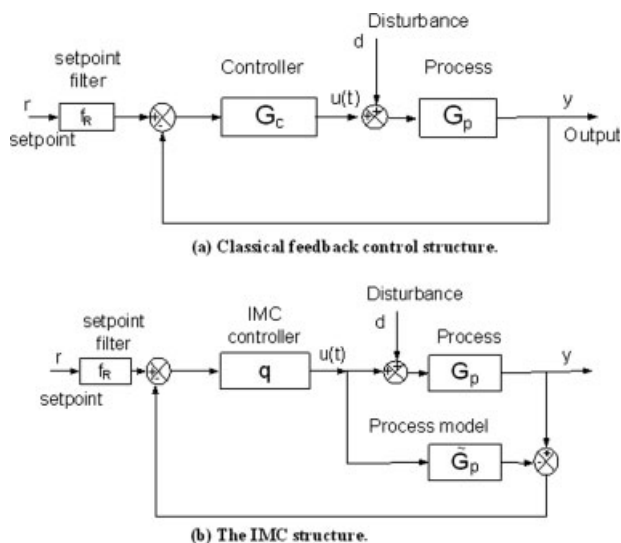 Disturbance
d
setpoint
filter
Controller
Process
r
u(t)
y
f_R
+
-
G_c
+
+
G_p
setpoint
Output
(a) Classical feedback control structure.
Disturbance
d
setpoint
filter
IMC
controller
Process
r
u(t)
y
f_R
+
-
q
+
+
G_p
setpoint
Process model
G̃_p
-
+
(b) The IMC structure.